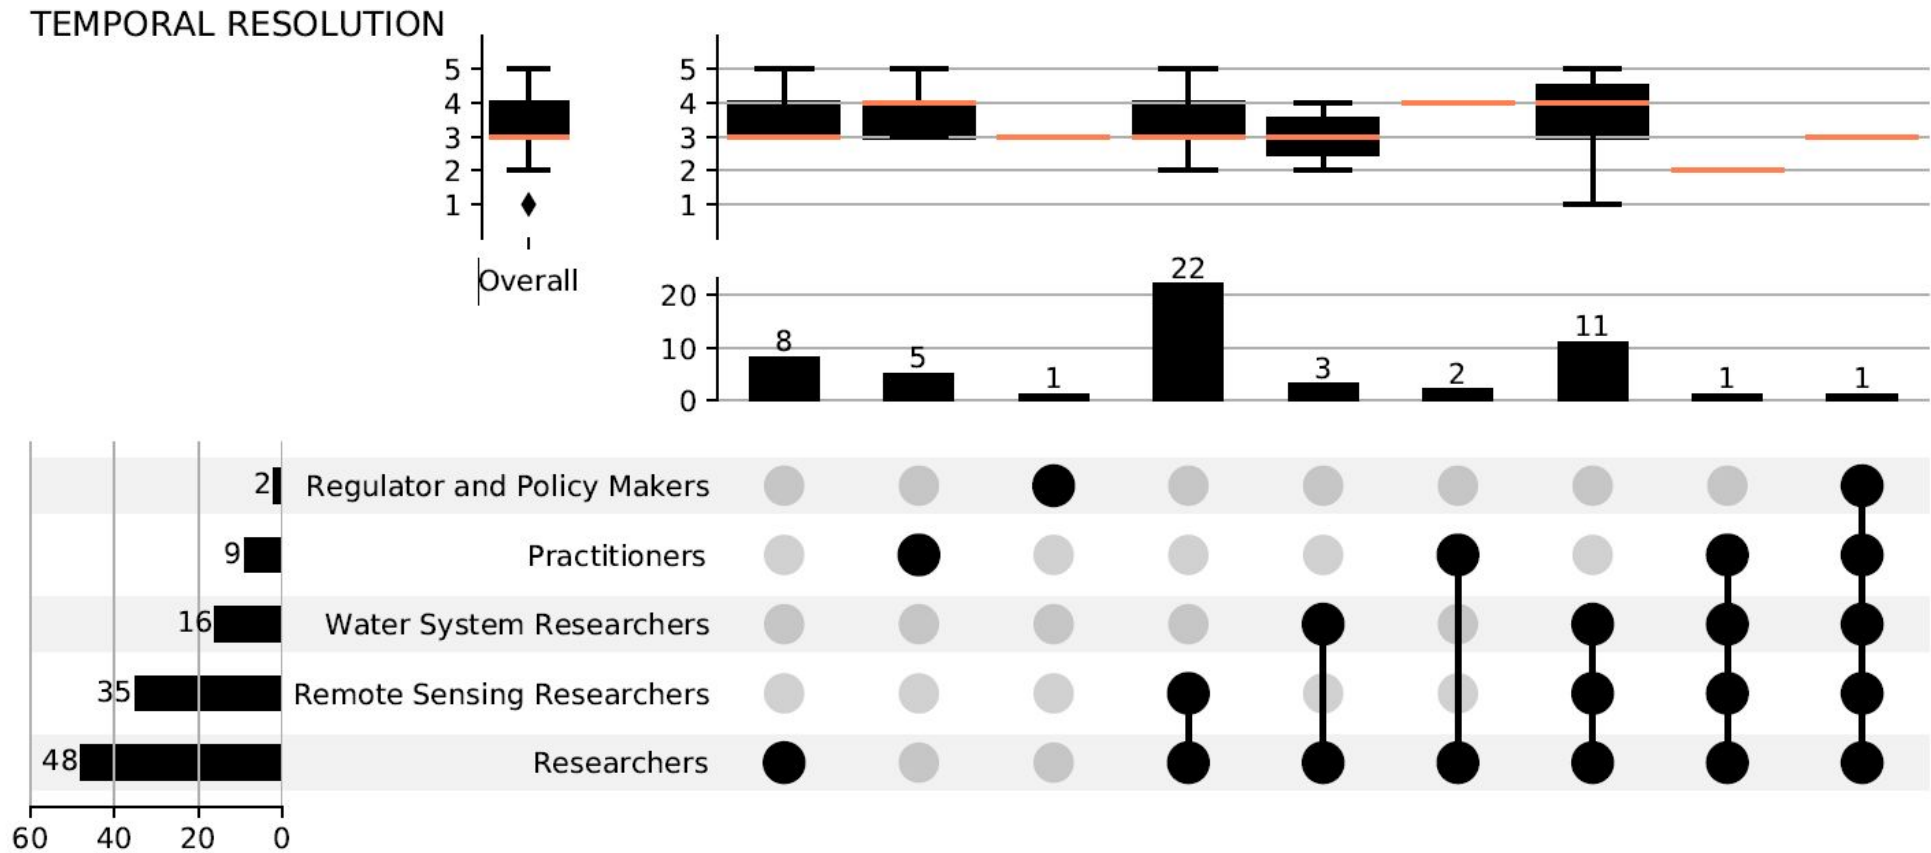 TEMPORAL RESOLUTION
5
4
3
2
1
Overall
5
4
3
2
1
20
10
0
8
5
1
22
3
2
11
1
1
2 Regulator and Policy Makers
9 Practitioners
16 Water System Researchers
35 Remote Sensing Researchers
48 Researchers
60 40 20 0